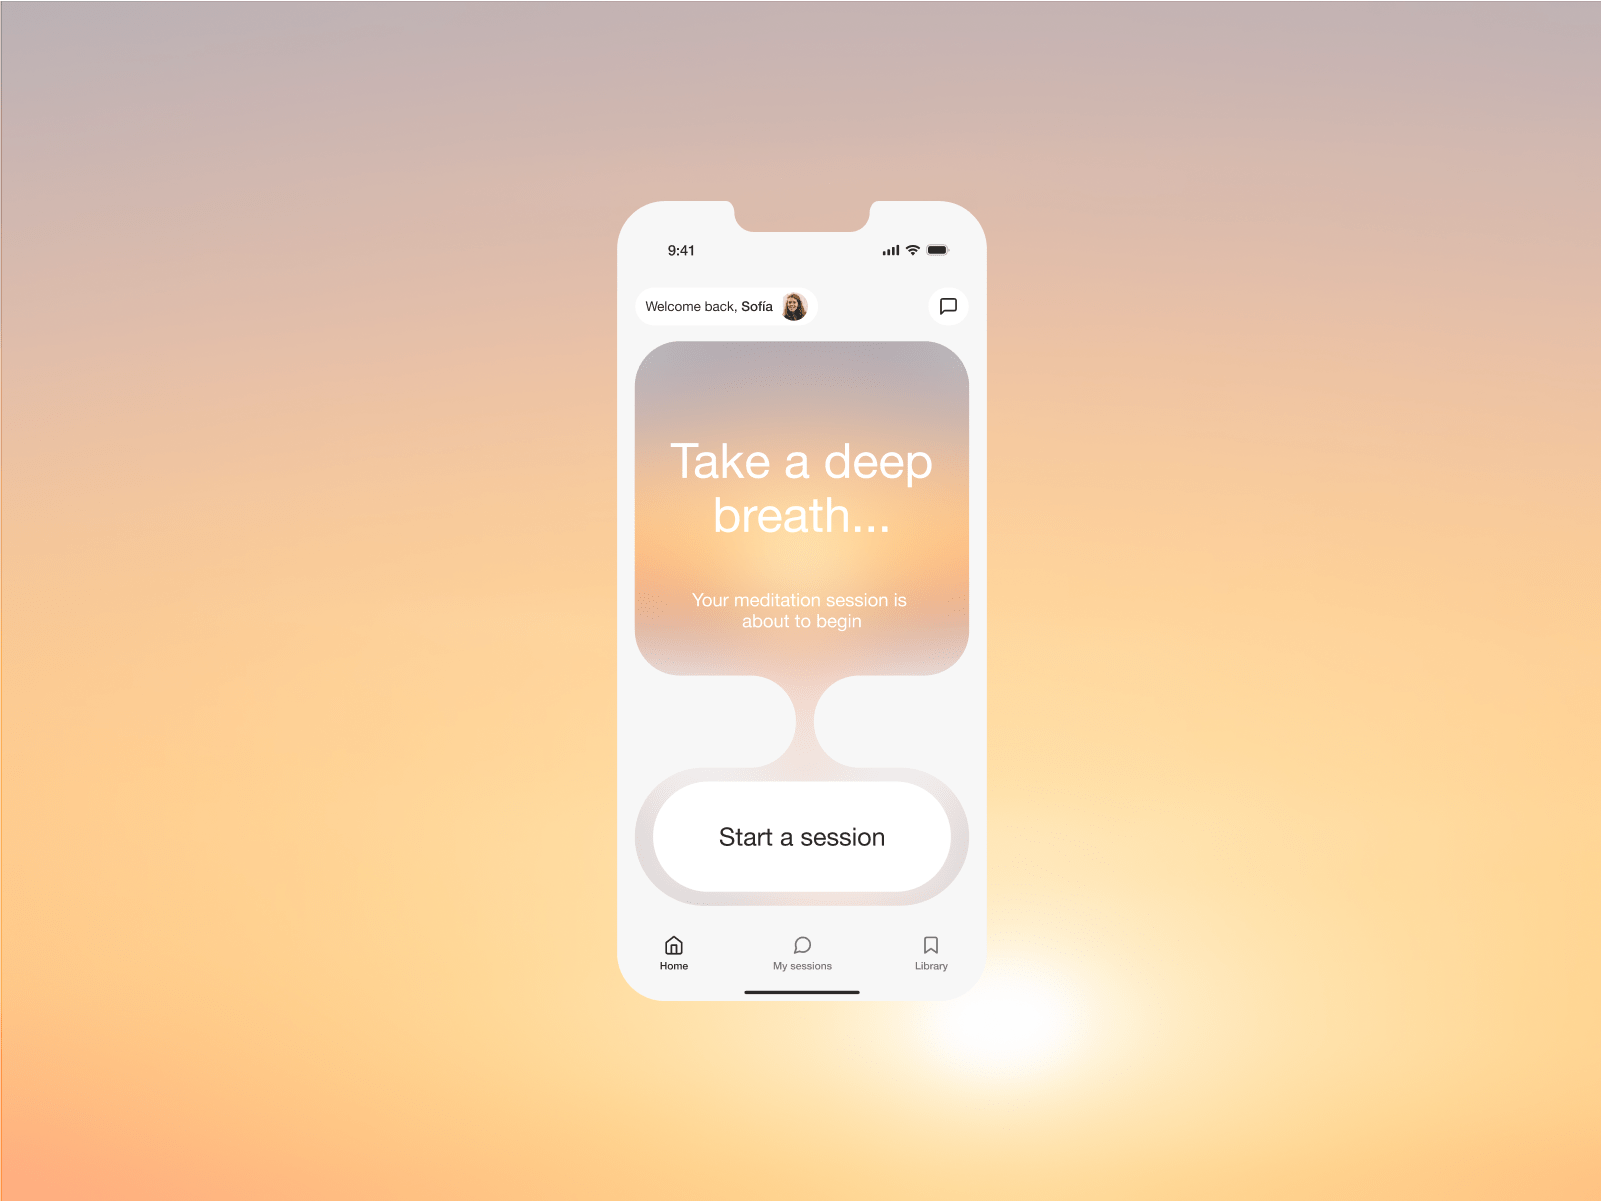 9:41
Welcome back, Sofía
Take a deep
breath...
Your meditation session is
about to begin
Start a session
Home
My sessions
Library